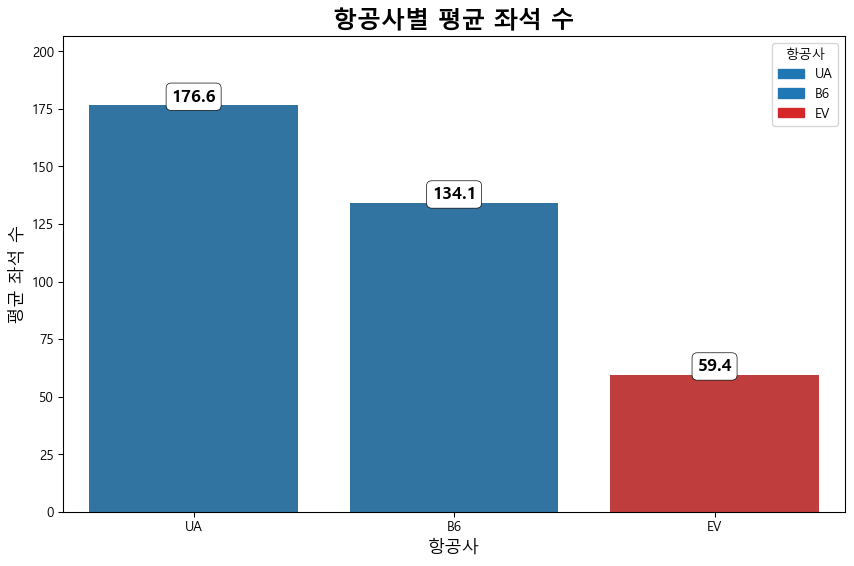 항공사별 평균 좌석 수
평균 좌석 수
200
175
150
125
100
75
50
25
0
176.6
134.1
59.4
항공사
UA
B6
EV
UA
B6
EV
항공사